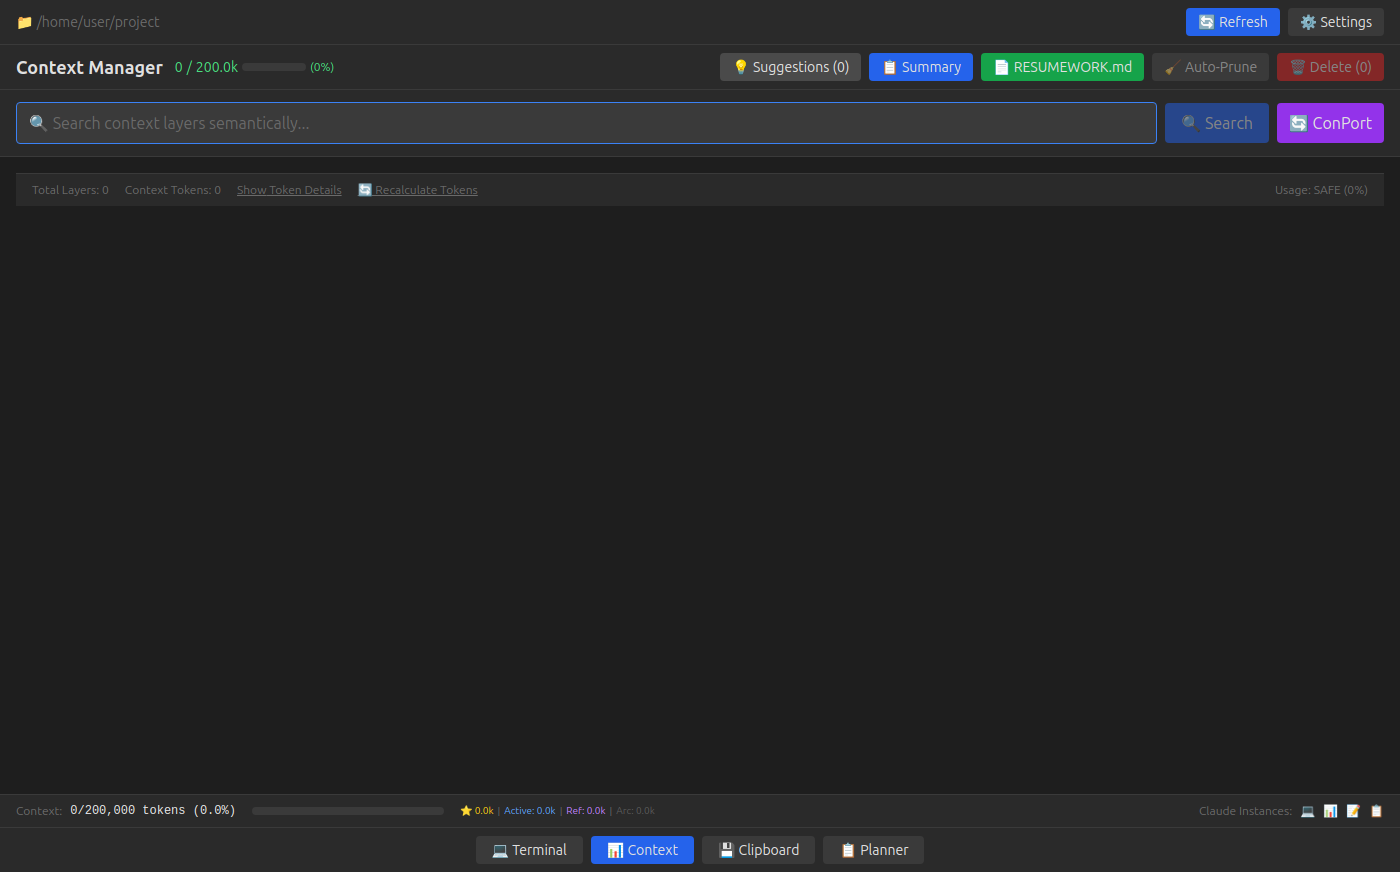 📁 /home/user/project
🔄 Refresh
⚙️ Settings
Context Manager 0 / 200.0k (0%)
💡 Suggestions (0)
📋 Summary
📄 RESUMEWORK.md
🧹 Auto-Prune
🗑️ Delete (0)
🔍 Search context layers semantically...
🔍 Search
🔄 ConPort
Total Layers: 0 Context Tokens: 0 Show Token Details 🔄 Recalculate Tokens
Usage: SAFE (0%)
Context: 0/200,000 tokens (0.0%) ⭐ 0.0k | Active: 0.0k | Ref: 0.0k | Arc: 0.0k
Claude Instances: 💻 📊 📝 📋
💻 Terminal
📊 Context
💾 Clipboard
📋 Planner